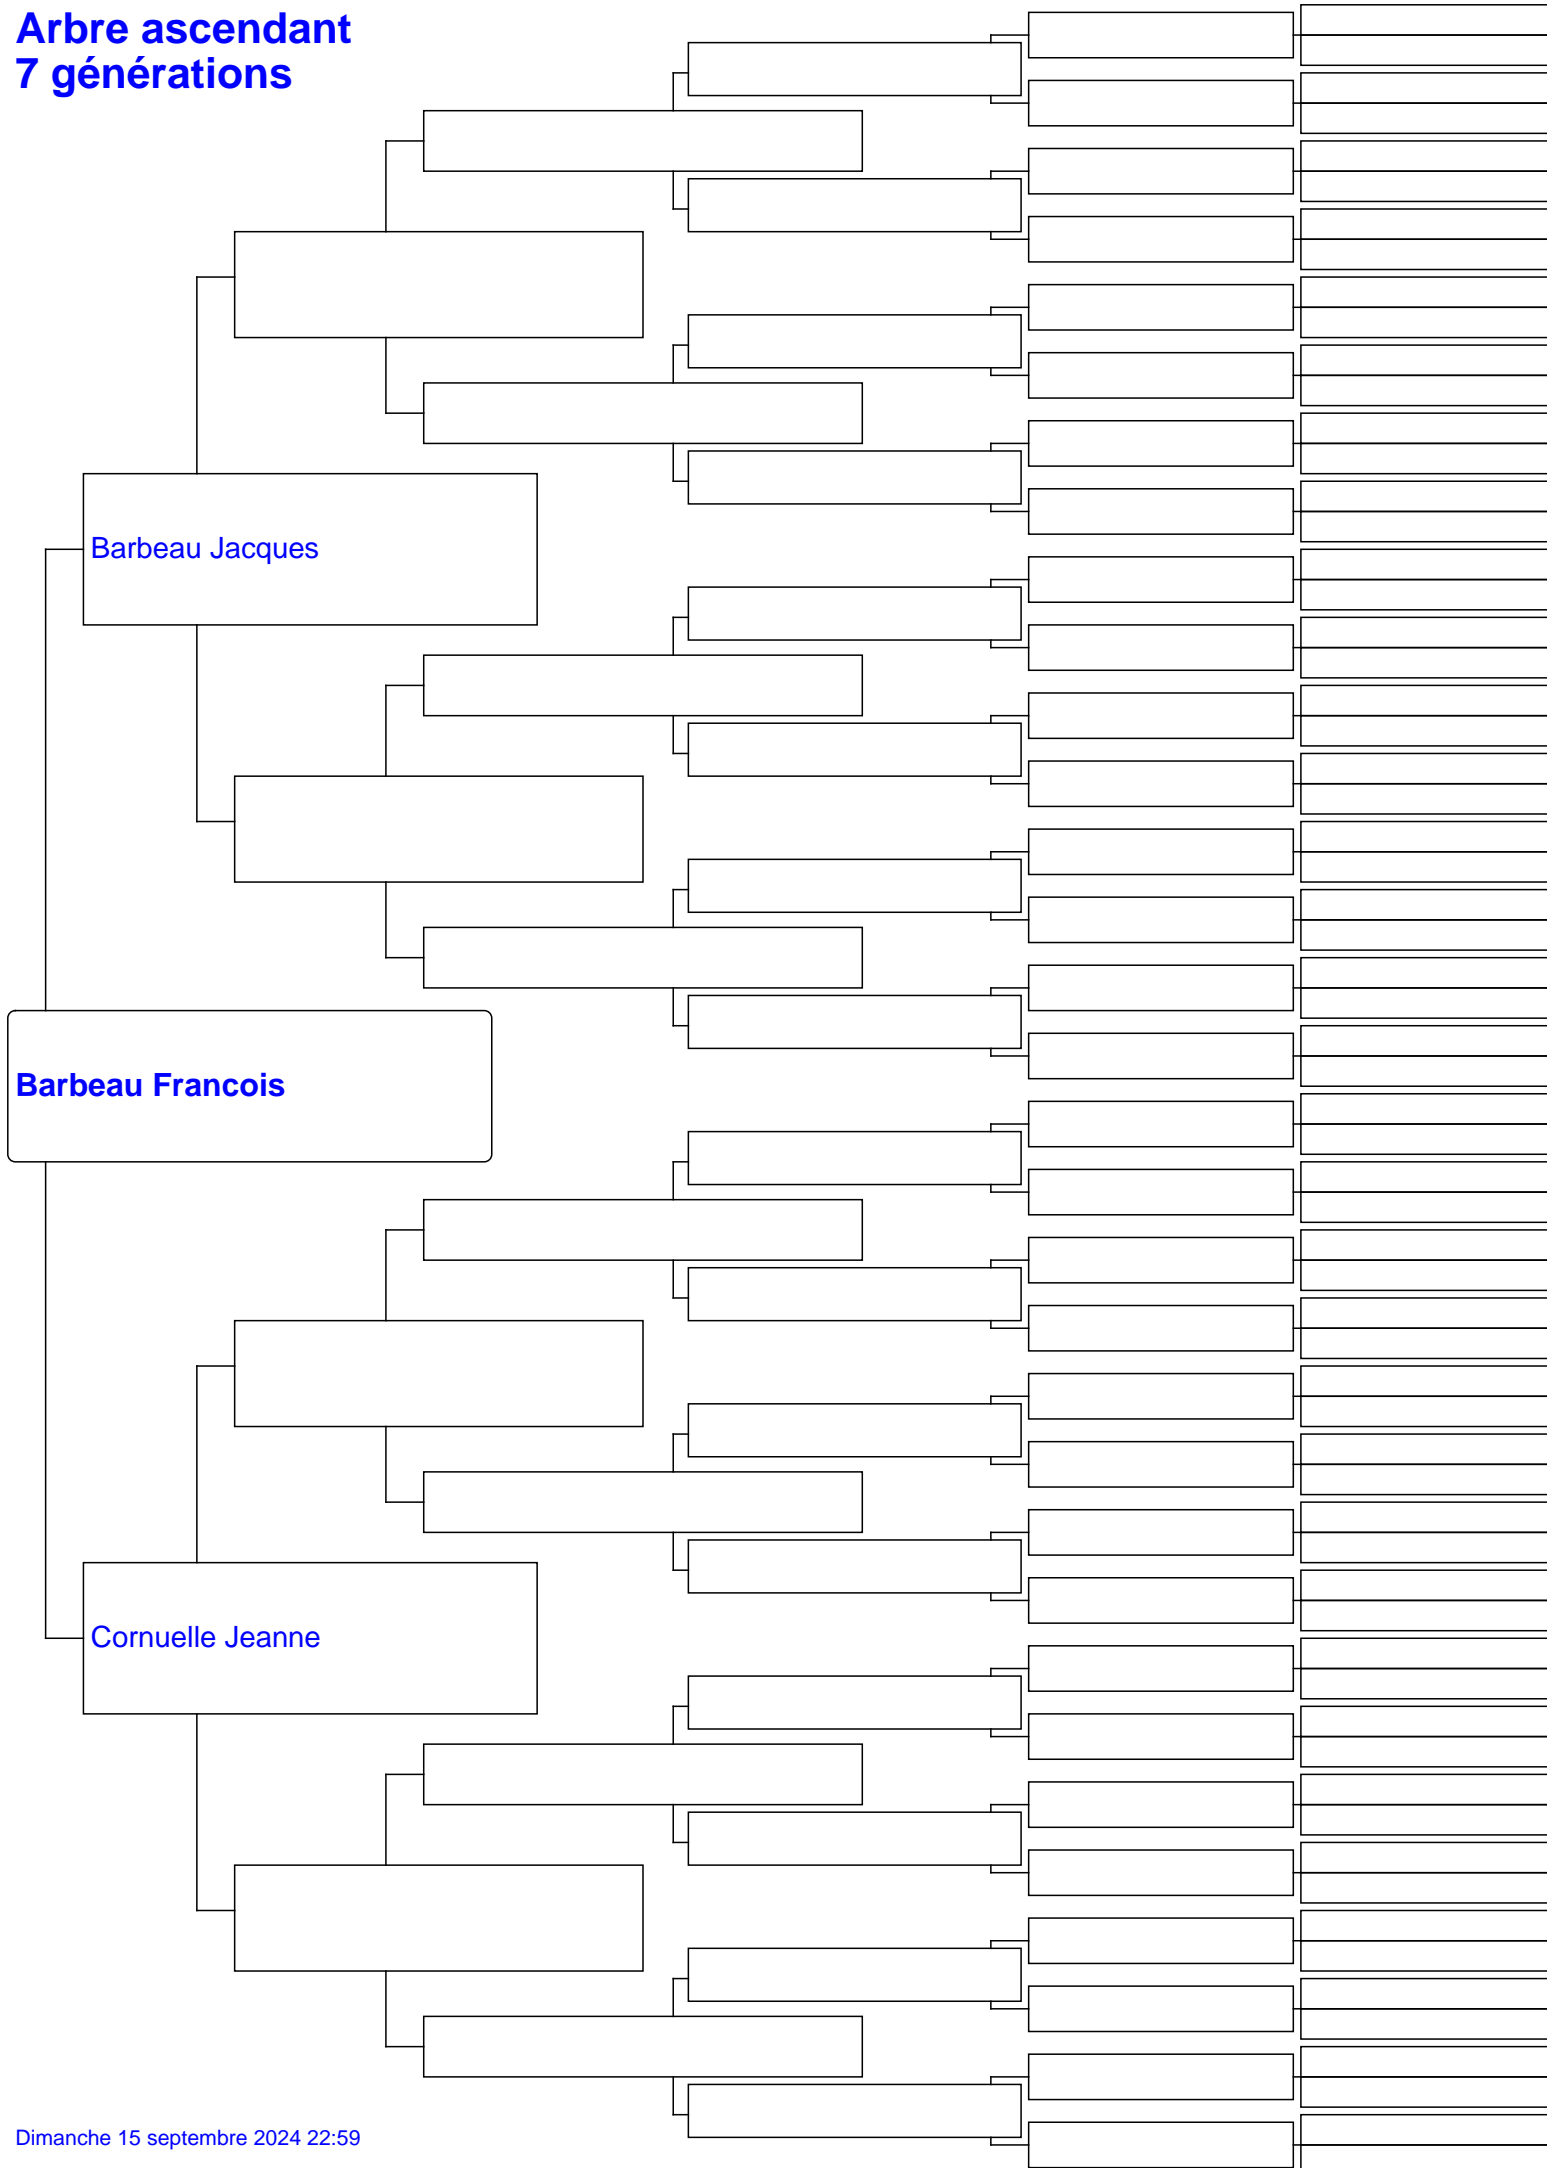 Arbre ascendant
7 générations
Barbeau Jacques
Barbeau Francois
Cornuelle Jeanne
Dimanche 15 septembre 2024 22:59